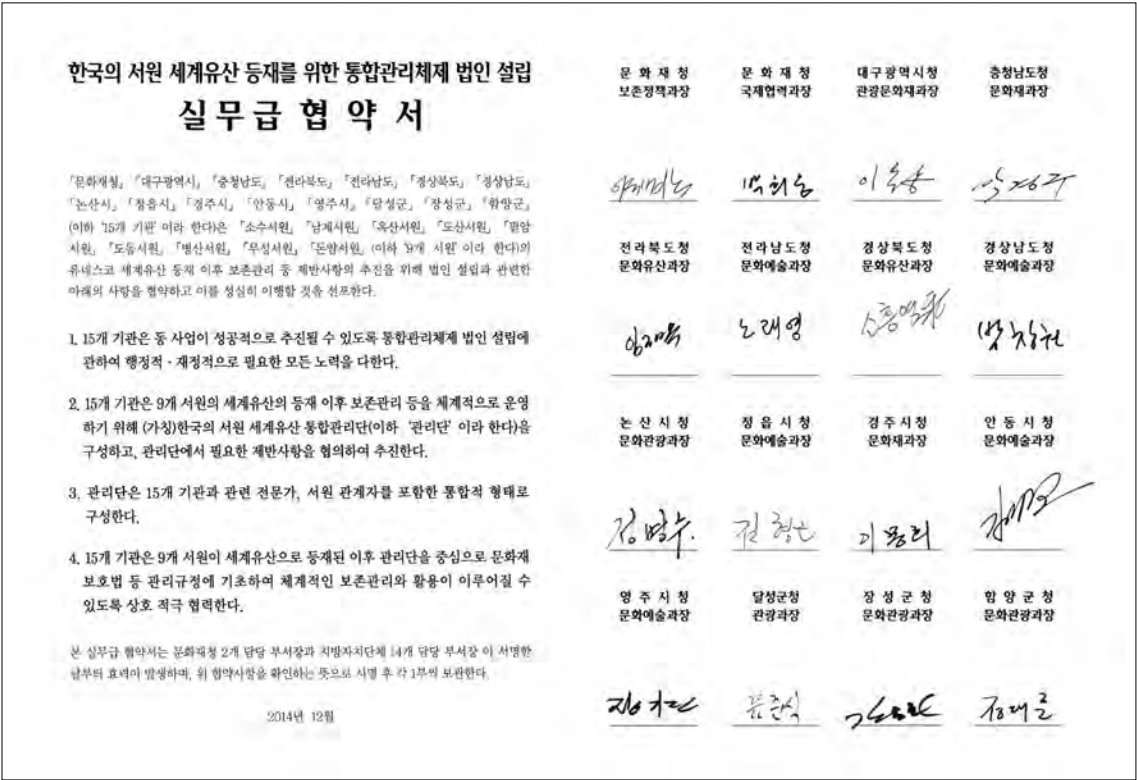 한국의 서원 세계유산 등재를 위한 통합관리체제 법인 설립
실무급 협약서
「문화재청」 「대구광역시」 「충청남도」 「전라북도」 「전라남도」 「경상북도」 「경상남도」
「논산시」 「정읍시」 「경주시」 「안동시」 「영주시」 「달성군」 「장성군」 「함양군」
(이하 '15개 기관' 이라 한다)은 「소수서원」 「남계서원」 「옥산서원」 「도산서원」 「필암
서원」 「도동서원」 「병산서원」 「무성서원」 「돈암서원」 (이하 '9개 서원' 이라 한다)의
유네스코 세계유산 등재 이후 보존관리 등 제반사항의 추진을 위해 법인 설립과 관련한
아래의 사항을 협약하고 이를 성실히 이행할 것을 선포한다.
1. 15개 기관은 동 사업이 성공적으로 추진될 수 있도록 통합관리체제 법인 설립에
관하여 행정적 · 재정적으로 필요한 모든 노력을 다한다.
2. 15개 기관은 9개 서원의 세계유산의 등재 이후 보존관리 등을 체계적으로 운영
하기 위해 (가칭)한국의 서원 세계유산 통합관리단(이하 '관리단' 이라 한다)을
구성하고, 관리단에서 필요한 제반사항을 협의하여 추진한다.
3. 관리단은 15개 기관과 관련 전문가, 서원 관계자를 포함한 통합적 형태로
구성한다.
4. 15개 기관은 9개 서원이 세계유산으로 등재된 이후 관리단을 중심으로 문화재
보호법 등 관리규정에 기초하여 체계적인 보존관리와 활용이 이루어질 수
있도록 상호 적극 협력한다.
본 실무급 협약서는 문화재청 2개 담당 부서장과 지방자치단체 14개 담당 부서장 이 서명한
날부터 효력이 발생하며, 위 협약사항을 확인하는 뜻으로 서명 후 각 1부씩 보관한다.
2014년 12월
문화재청 문화재청 대구광역시청 충청남도청
보존정책과장 국제협력과장 관광문화재과장 문화재과장
전라북도청 전라남도청 경상북도청 경상남도청
문화유산과장 문화예술과장 문화유산과장 문화예술과장
노래영
논산시청 정읍시청 경주시청 안동시청
문화관광과장 문화예술과장 문화재과장 문화예술과장
영주시청 달성군청 장성군청 함양군청
문화예술과장 관광과장 문화관광과장 문화관광과장